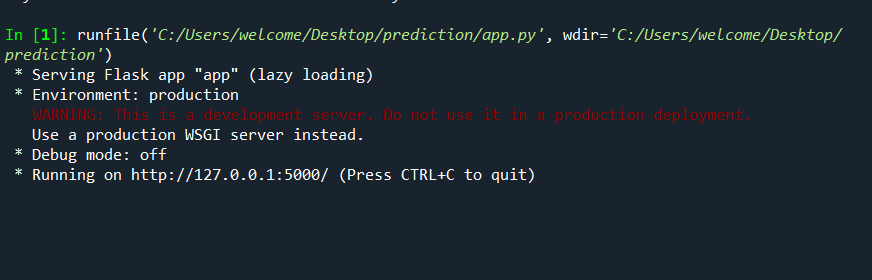 In [1]: runfile('C:/Users/welcome/Desktop/prediction/app.py', wdir='C:/Users/welcome/Desktop/
prediction')
 * Serving Flask app "app" (lazy loading)
 * Environment: production
   WARNING: This is a development server. Do not use it in a production deployment.
   Use a production WSGI server instead.
 * Debug mode: off
 * Running on http://127.0.0.1:5000/ (Press CTRL+C to quit)